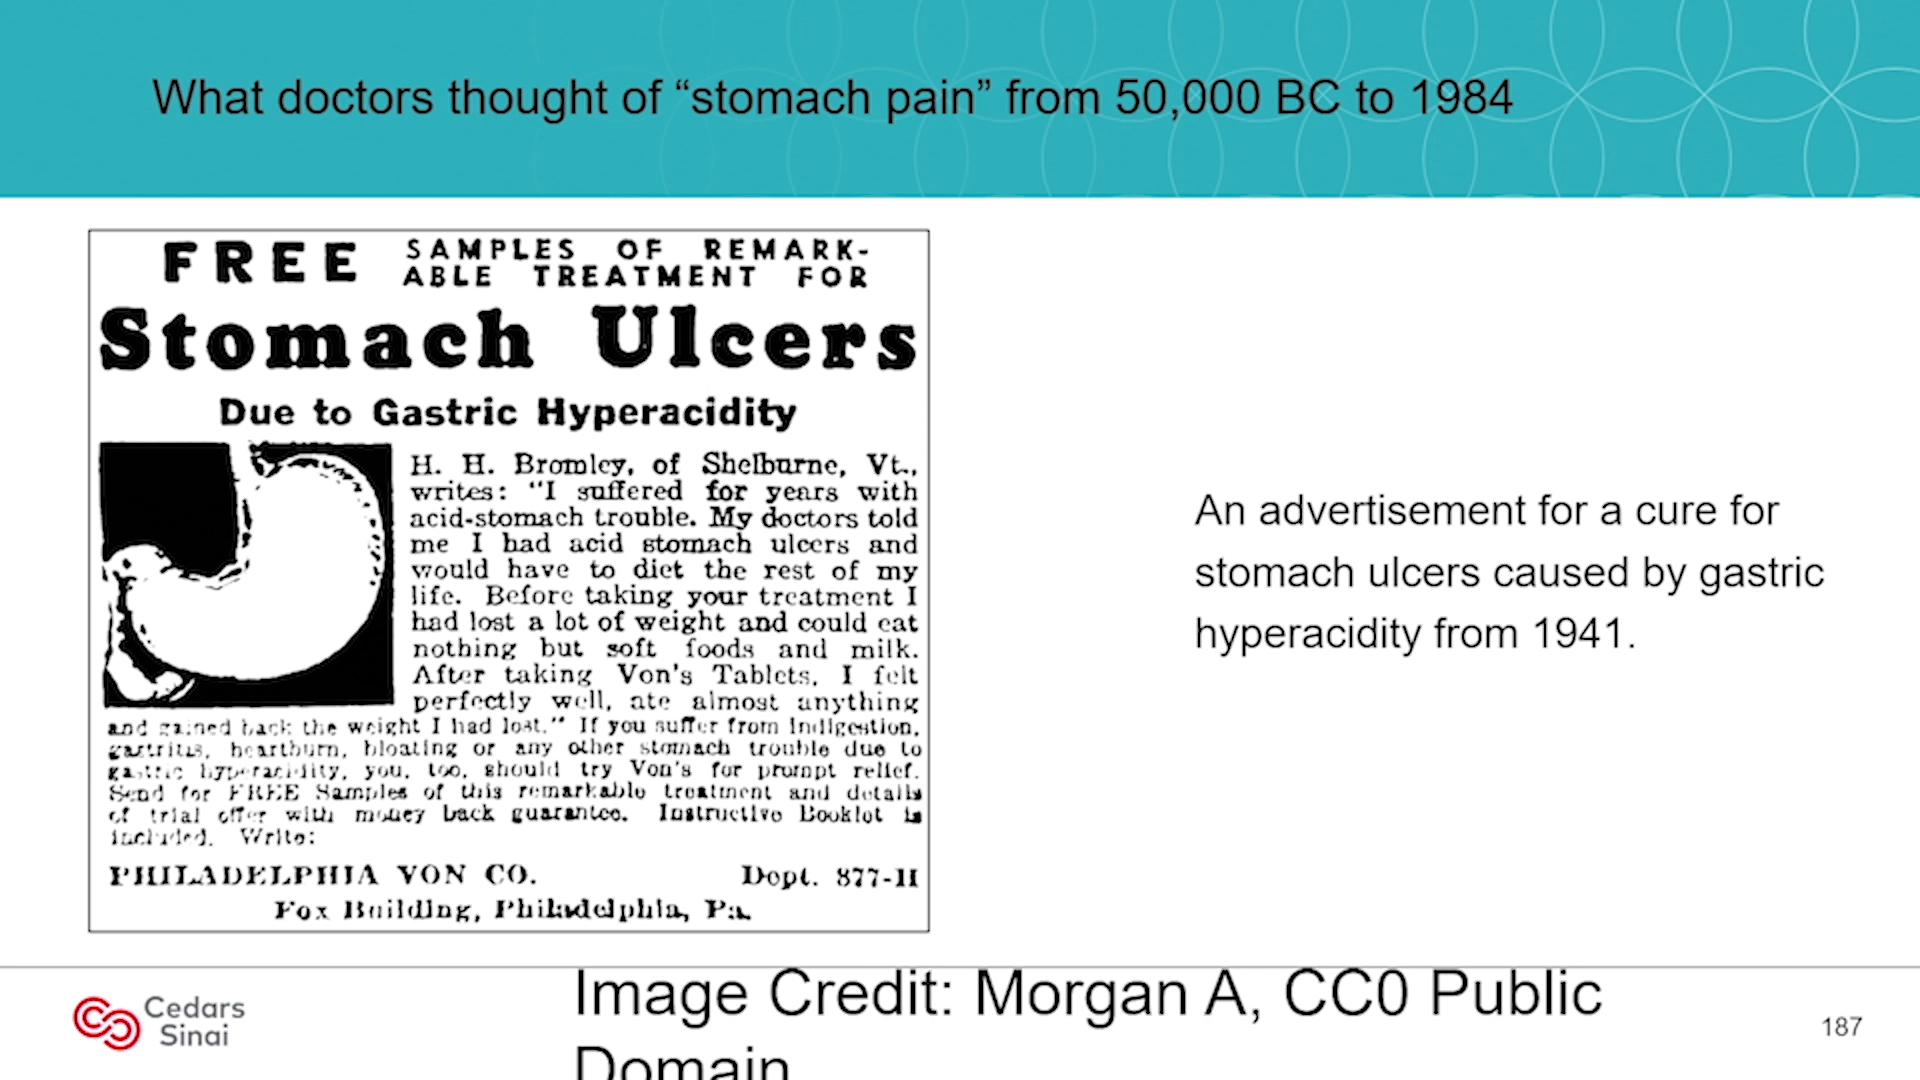 What doctors thought of “stomach pain” from 50,000 BC to 1984
FREE SAMPLES OF REMARK-
ABLE TREATMENT FOR
Stomach Ulcers
Due to Gastric Hyperacidity
H. H. Bromley, of Shelburne, Vt.,
writes: "I suffered for years with
acid-stomach trouble. My doctors told
me I had acid stomach ulcers and
would have to diet the rest of my
life. Before taking your treatment I
had lost a lot of weight and could eat
nothing but soft foods and milk.
After taking Von's Tablets, I felt
perfectly well, ate almost anything
and gained back the weight I had lost." If you suffer from indigestion,
gastritis, heartburn, bloating or any other stomach trouble due to
gastric hyperacidity, you, too, should try Von's for prompt relief.
Send for FREE Samples of this remarkable treatment and details
of trial offer with money back guarantee. Instructive Booklet is
included. Write:
PHILADELPHIA VON CO. Dept. 877-H
Fox Building, Philadelphia, Pa.
An advertisement for a cure for
stomach ulcers caused by gastric
hyperacidity from 1941.
Cedars
Sinai
Image Credit: Morgan A, CC0 Public
Domain
187